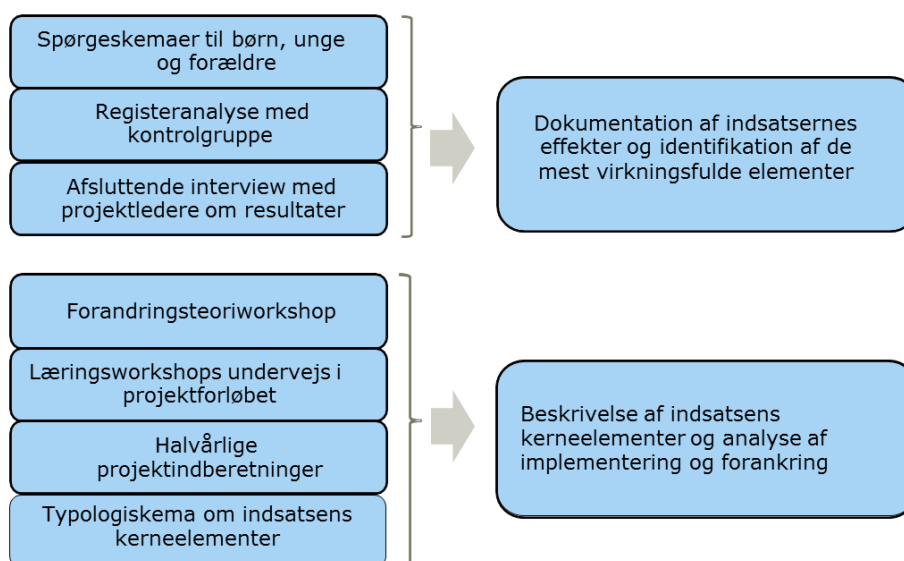 Spørgeskemaer til børn, unge
og forældre
Registeranalyse med
kontrolgruppe
Afsluttende interview med
projektledere om resultater
Dokumentation af indsatsernes
effekter og identifikation af de
mest virkningsfulde elementer
Forandringsteoriworkshop
Læringsworkshops undervejs i
projektforløbet
Halvårlige
projektindberetninger
Typologiskema om indsatsens
kerneelementer
Beskrivelse af indsatsens
kerneelementer og analyse af
implementering og forankring